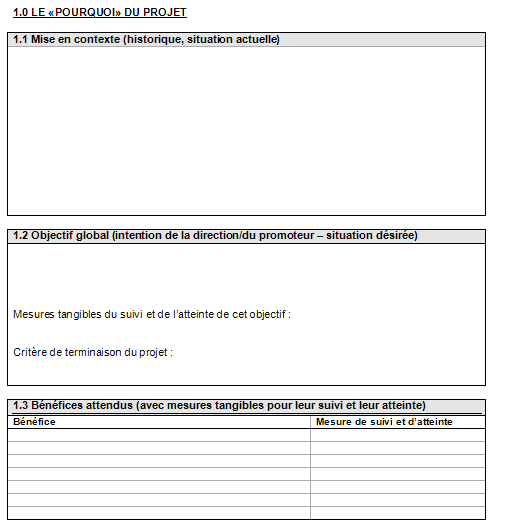 1.0 LE «POURQUOI» DU PROJET
1.1 Mise en contexte (historique, situation actuelle)
1.2 Objectif global (intention de la direction/du promoteur – situation désirée)
Mesures tangibles du suivi et de l’atteinte de cet objectif :
Critère de terminaison du projet :
1.3 Bénéfices attendus (avec mesures tangibles pour leur suivi et leur atteinte)
Bénéfice
Mesure de suivi et d’atteinte